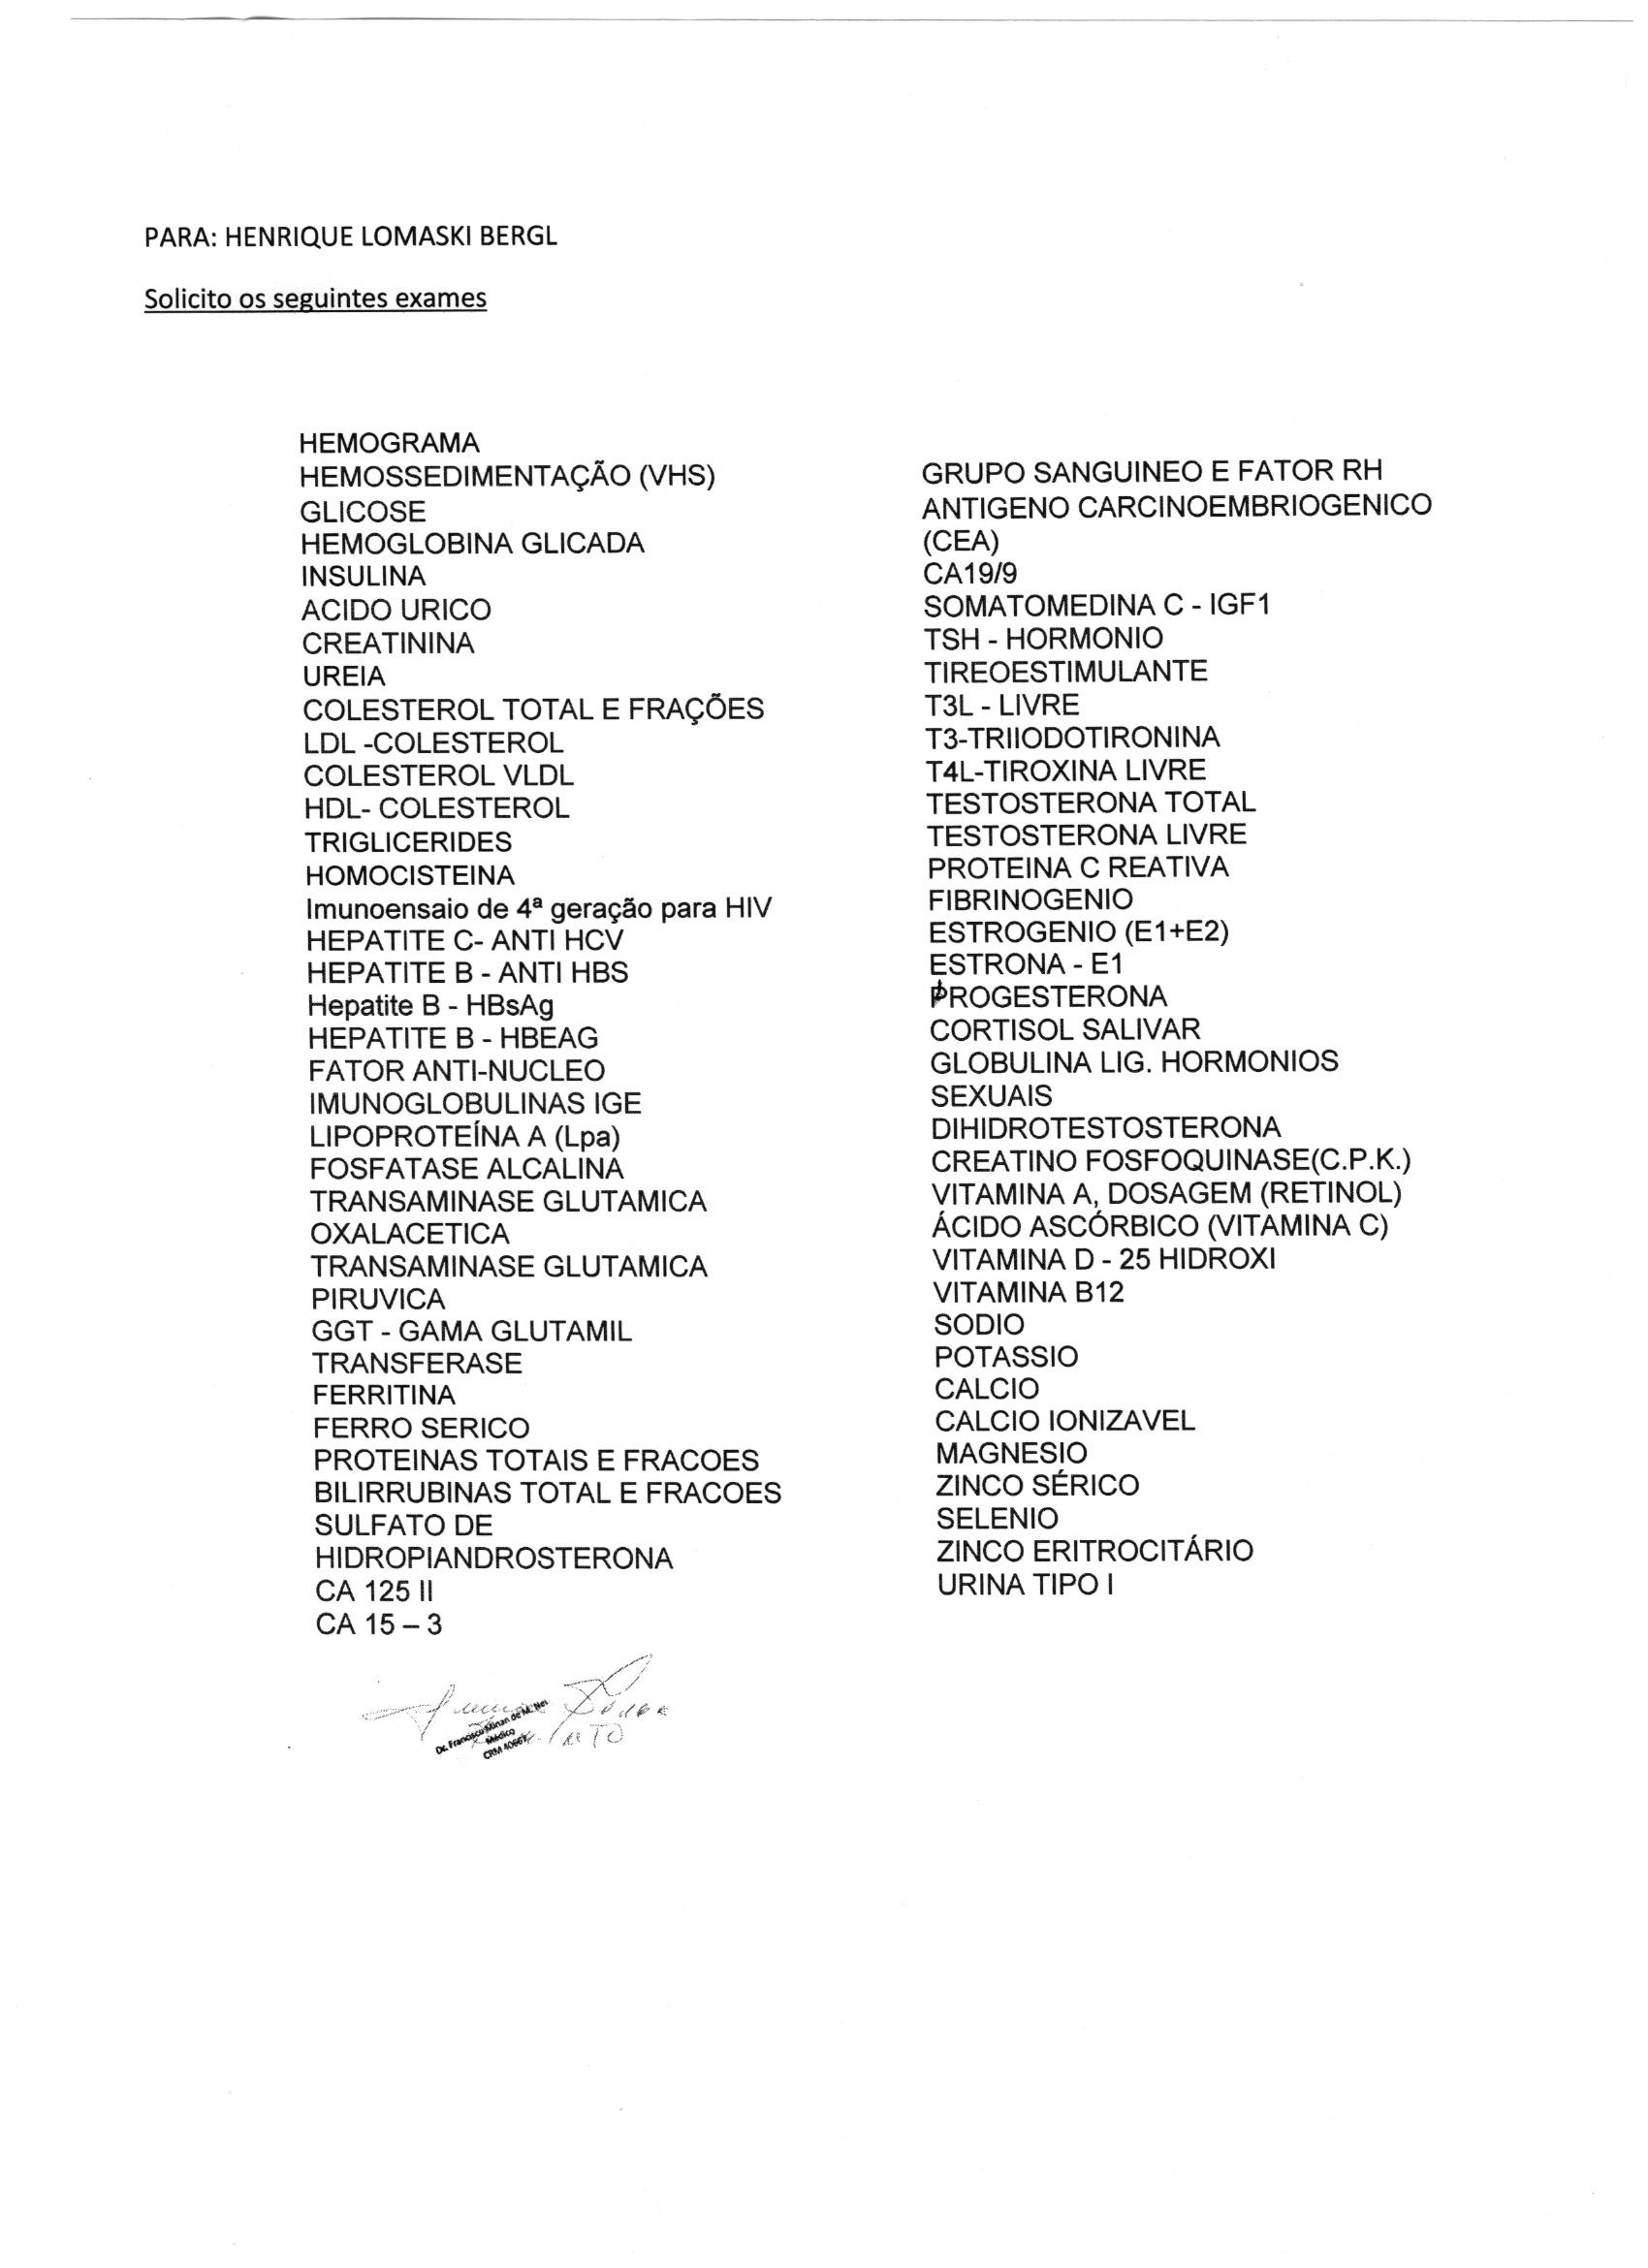 PARA: HENRIQUE LOMASKI BERGL
Solicito os seguintes exames
HEMOGRAMA
HEMOSSEDIMENTAÇÃO (VHS)
GLICOSE
HEMOGLOBINA GLICADA
INSULINA
ACIDO URICO
CREATININA
UREIA
COLESTEROL TOTAL E FRAÇÕES
LDL -COLESTEROL
COLESTEROL VLDL
HDL- COLESTEROL
TRIGLICERIDES
HOMOCISTEINA
Imunoensaio de 4ª geração para HIV
HEPATITE C- ANTI HCV
HEPATITE B - ANTI HBS
Hepatite B - HBsAg
HEPATITE B - HBEAG
FATOR ANTI-NUCLEO
IMUNOGLOBULINAS IGE
LIPOPROTEÍNA A (Lpa)
FOSFATASE ALCALINA
TRANSAMINASE GLUTAMICA
OXALACETICA
TRANSAMINASE GLUTAMICA
PIRUVICA
GGT - GAMA GLUTAMIL
TRANSFERASE
FERRITINA
FERRO SERICO
PROTEINAS TOTAIS E FRACOES
BILIRRUBINAS TOTAL E FRACOES
SULFATO DE
HIDROPIANDROSTERONA
CA 125 II
CA 15 – 3
GRUPO SANGUINEO E FATOR RH
ANTIGENO CARCINOEMBRIOGENICO
(CEA)
CA19/9
SOMATOMEDINA C - IGF1
TSH - HORMONIO
TIREOESTIMULANTE
T3L - LIVRE
T3-TRIIODOTIRONINA
T4L-TIROXINA LIVRE
TESTOSTERONA TOTAL
TESTOSTERONA LIVRE
PROTEINA C REATIVA
FIBRINOGENIO
ESTROGENIO (E1+E2)
ESTRONA - E1
PROGESTERONA
CORTISOL SALIVAR
GLOBULINA LIG. HORMONIOS
SEXUAIS
DIHIDROTESTOSTERONA
CREATINO FOSFOQUINASE(C.P.K.)
VITAMINA A, DOSAGEM (RETINOL)
ÁCIDO ASCÓRBICO (VITAMINA C)
VITAMINA D - 25 HIDROXI
VITAMINA B12
SODIO
POTASSIO
CALCIO
CALCIO IONIZAVEL
MAGNESIO
ZINCO SÉRICO
SELENIO
ZINCO ERITROCITÁRIO
URINA TIPO I
Dr. Francisco de M. Nei
Médico
CRM